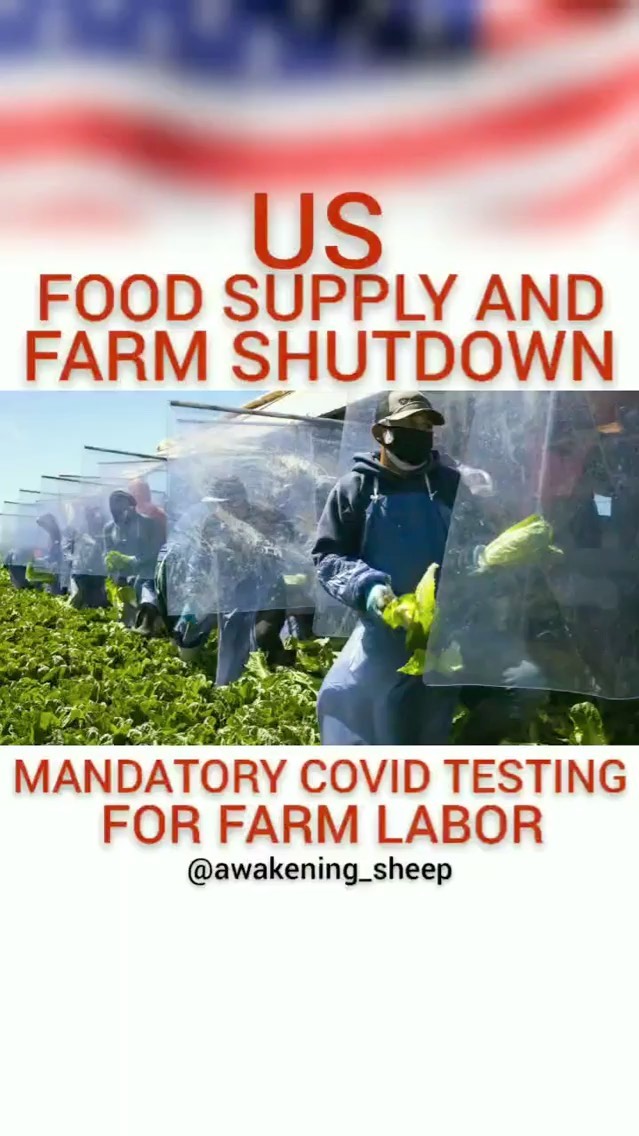 US
FOOD SUPPLY AND
FARM SHUTDOWN
MANDATORY COVID TESTING
FOR FARM LABOR
@awakening_sheep